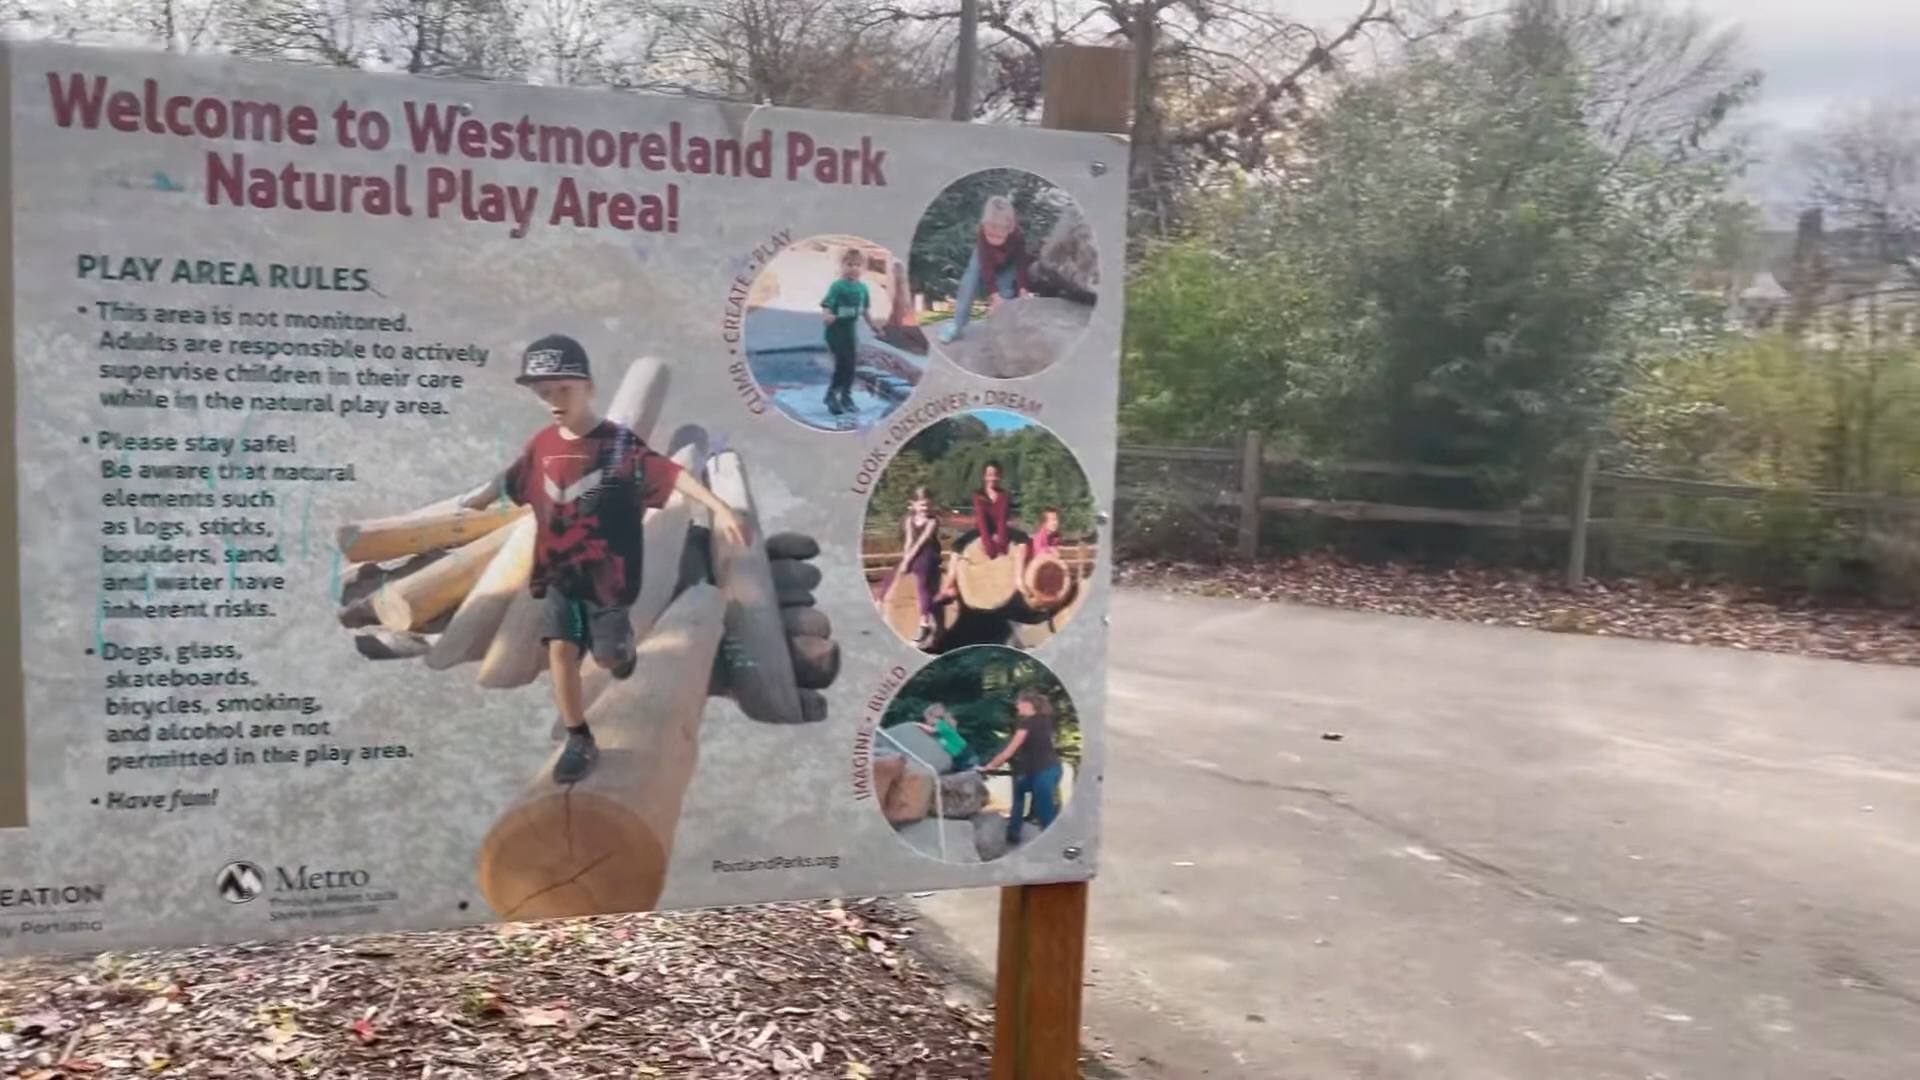 Welcome to Westmoreland Park
Natural Play Area!
PLAY AREA RULES
• This area is not monitored.
Adults are responsible to actively
supervise children in their care
while in the natural play area.
• Please stay safe!
Be aware that natural
elements such
as logs, sticks,
boulders, sand,
and water have
inherent risks.
• Dogs, glass,
skateboards,
bicycles, smoking,
and alcohol are not
permitted in the play area.
• Have fun!
CLIMB • CREATE • PLAY
LOOK • DISCOVER • DREAM
IMAGINE • BUILD
EATION
Portland
Metro
PortlandParks.org